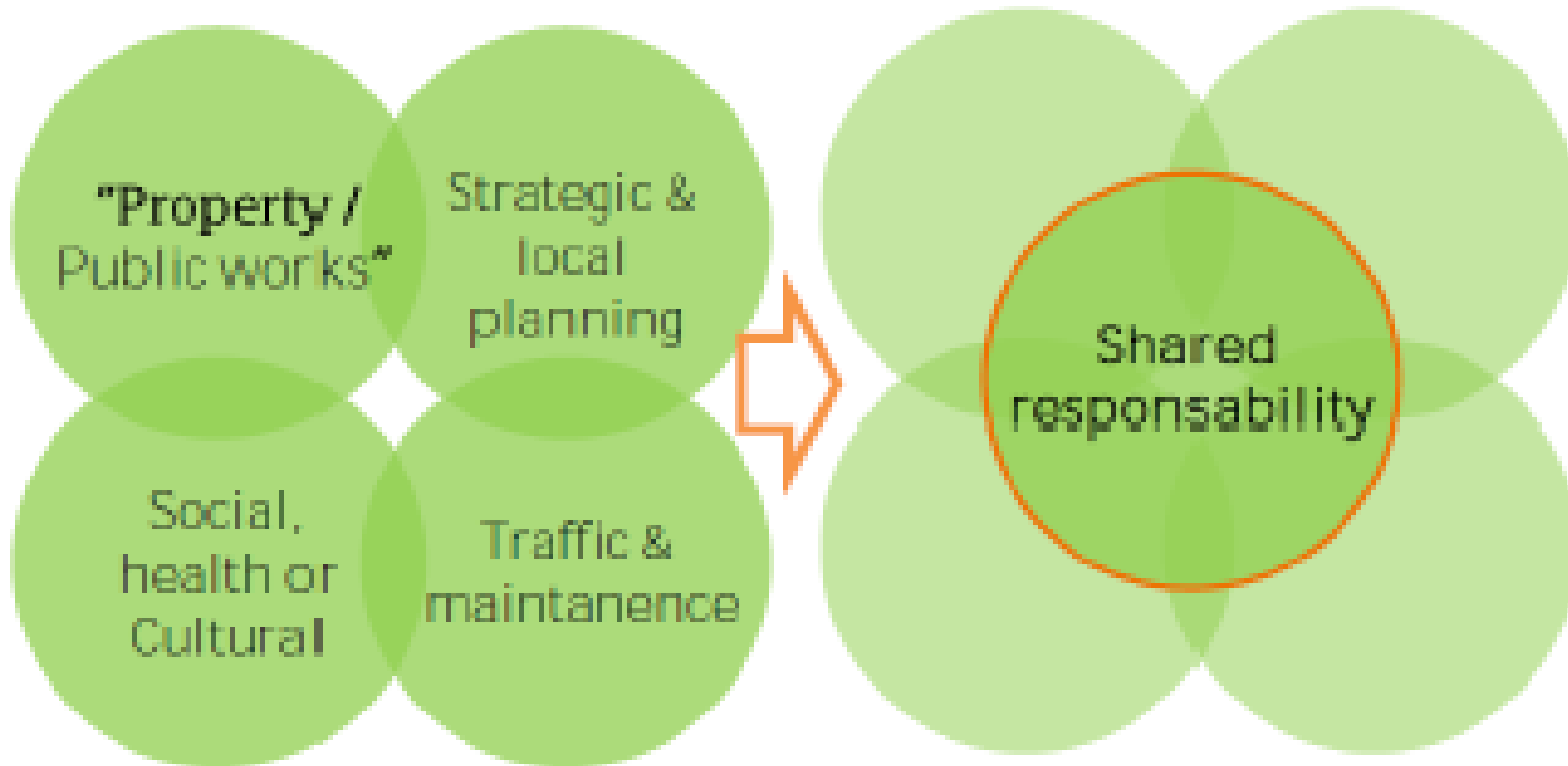 “Property /
Public works”
Strategic &
local
planning
Social,
health or
Cultural
Traffic &
maintanence
Shared
responsability